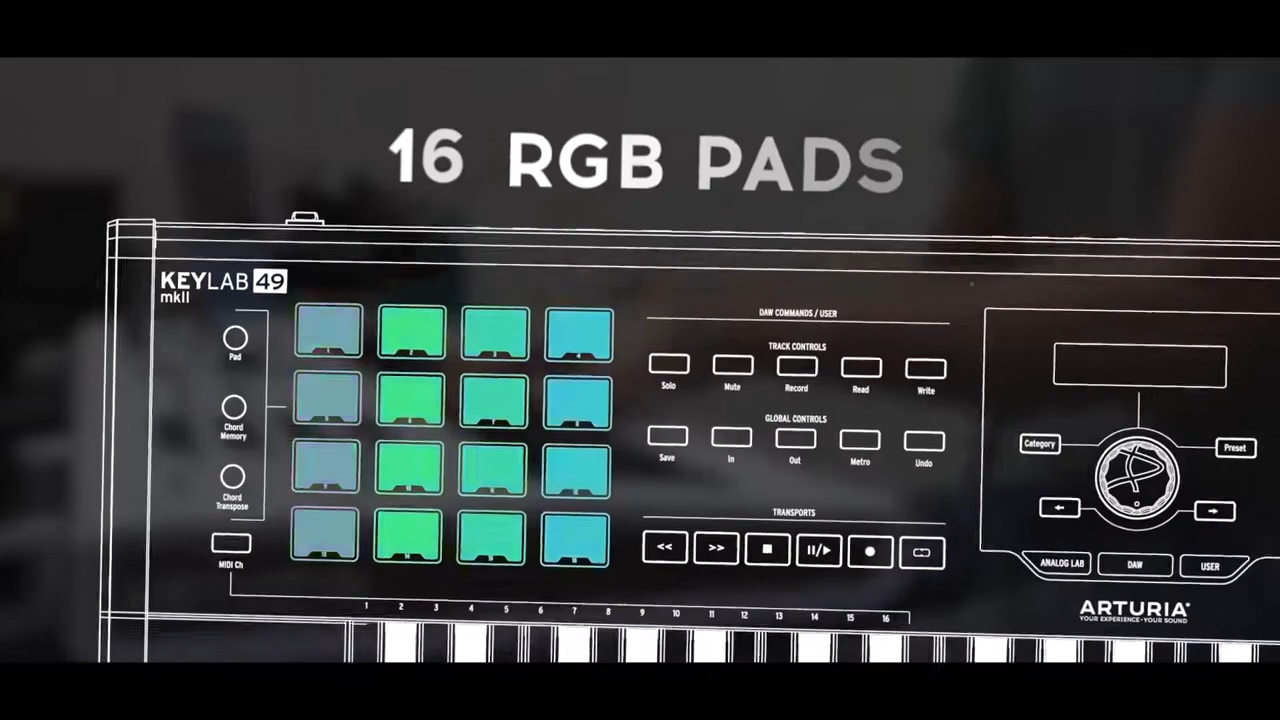 16 RGB PADS
KEYLAB 49
mkII
Pad
Chord
Memory
Chord
Transpose
MIDI Ch
DAW COMMANDS / USER
TRACK CONTROLS
Solo Mute Record Read Write
GLOBAL CONTROLS
Save In Out Metro Undo
TRANSPORTS
Category
Preset
ANALOG LAB DAW USER
1 2 3 4 5 6 7 8 9 10 11 12 13 14 15 16
ARTURIA
YOUR EXPERIENCE • YOUR SOUND